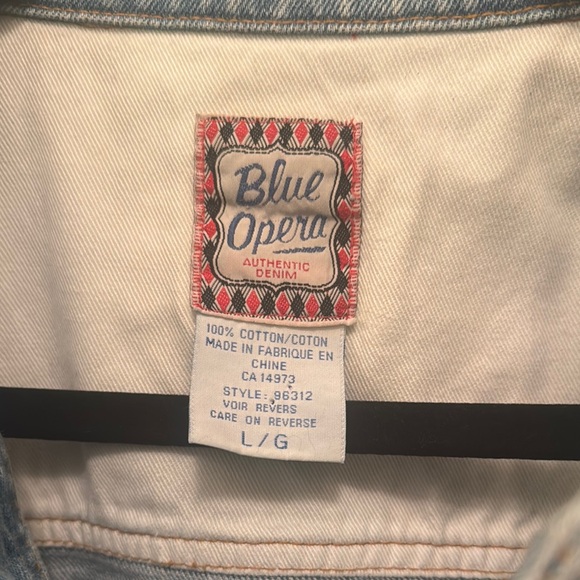 Blue
Opera
AUTHENTIC
DENIM
100% COTTON/COTON
MADE IN FABRIQUE EN
CHINE
CA 14973
STYLE: 96312
VOIR REVERS
CARE ON REVERSE
L/G